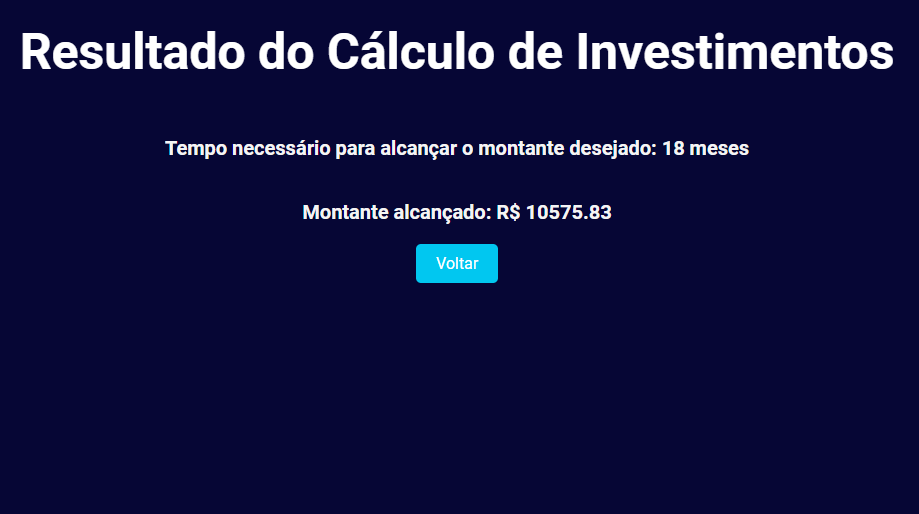 Resultado do Cálculo de Investimentos
Tempo necessário para alcançar o montante desejado: 18 meses
Montante alcançado: R$ 10575.83
Voltar